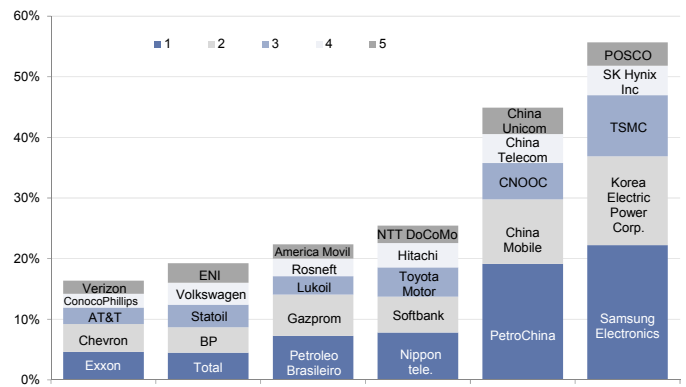 60%
50%
40%
30%
20%
10%
0%
1
2
3
4
5
Verizon
ConocoPhillips
AT&T
Chevron
Exxon
ENI
Volkswagen
Statoil
BP
Total
America Movil
Rosneft
Lukoil
Gazprom
Petroleo
Brasileiro
NTT DoCoMo
Hitachi
Toyota
Motor
Softbank
Nippon
tele.
China
Unicom
China
Telecom
CNOOC
China
Mobile
PetroChina
POSCO
SK Hynix
Inc
TSMC
Korea
Electric
Power
Corp.
Samsung
Electronics